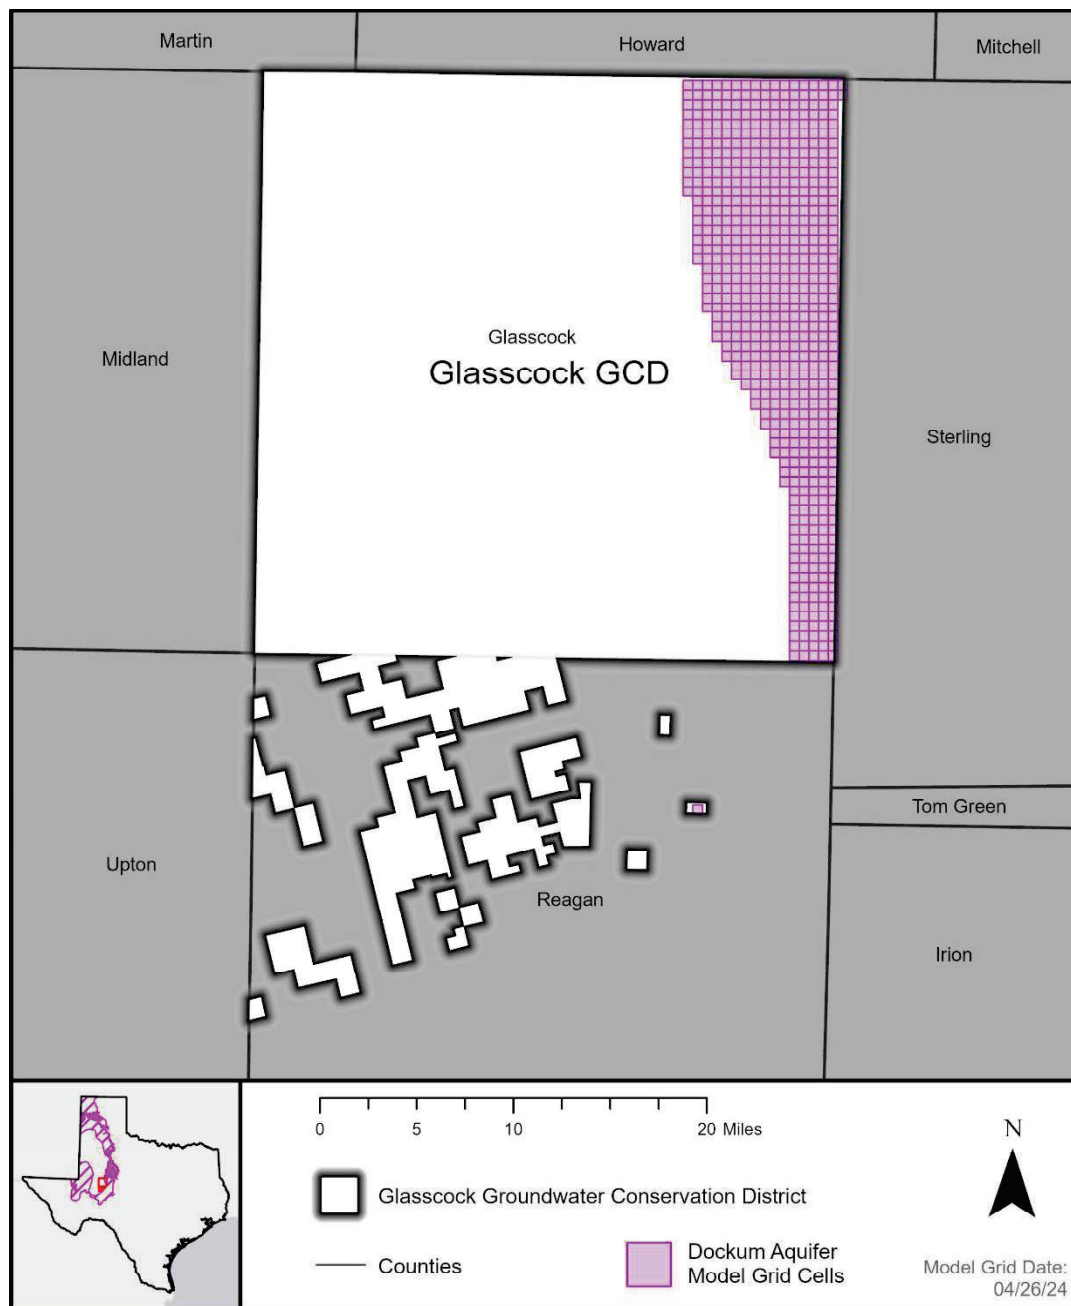 Martin
Howard
Mitchell
Glasscock
Glasscock GCD
Midland
Sterling
Tom Green
Upton
Reagan
Irion
0 5 10 20 Miles
N
Glasscock Groundwater Conservation District
Counties
Dockum Aquifer
Model Grid Cells
Model Grid Date:
04/26/24